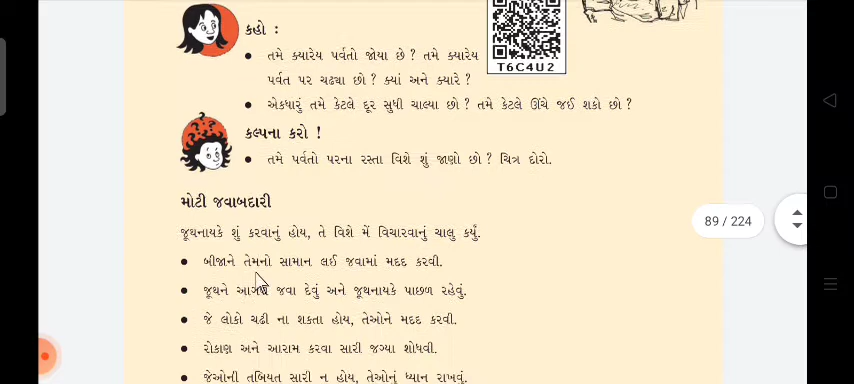 કહો :
T6C4U2
● તમે ક્યારેય પર્વતો જોયા છે ? તમે ક્યારેય
પર્વત પર ચઢ્યા છો ? ક્યાં અને ક્યારે ?
● એકધારું તમે કેટલે દૂર સુધી ચાલ્યા છો ? તમે કેટલે ઊંચે જઈ શકો છો ?
કલ્પના કરો !
● તમે પર્વતો પરના રસ્તા વિશે શું જાણો છો ? ચિત્ર દોરો.
મોટી જવાબદારી
જૂથનાયકે શું કરવાનું હોય, તે વિશે મેં વિચારવાનું ચાલુ કર્યું.
● બીજાને તેમનો સામાન લઈ જવામાં મદદ કરવી.
● જૂથને આગળ જવા દેવું અને જૂથનાયકે પાછળ રહેવું.
● જે લોકો ચઢી ના શકતા હોય, તેઓને મદદ કરવી.
● રોકાણ અને આરામ કરવા સારી જગ્યા શોધવી.
● જેઓની તબિયત સારી ન હોય, તેઓનું ધ્યાન રાખવું.
89 / 224